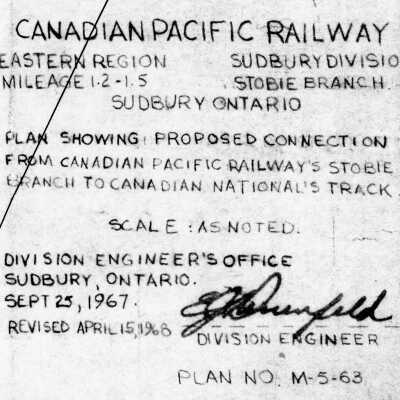 CANADIAN PACIFIC RAILWAY
EASTERN REGION SUDBURY DIVISIO
MILEAGE 1.2-1.5 STOBIE BRANCH.
SUDBURY ONTARIO
PLAN SHOWING: PROPOSED CONNECTION
FROM CANADIAN PACIFIC RAILWAY'S STOBIE
BRANCH TO CANADIAN NATIONAL'S TRACK
SCALE: AS NOTED.
DIVISION ENGINEER'S OFFICE
SUDBURY, ONTARIO.
SEPT 25, 1967.
REVISED APRIL 15, 1968
DIVISION ENGINEER
PLAN NO. M-5-63